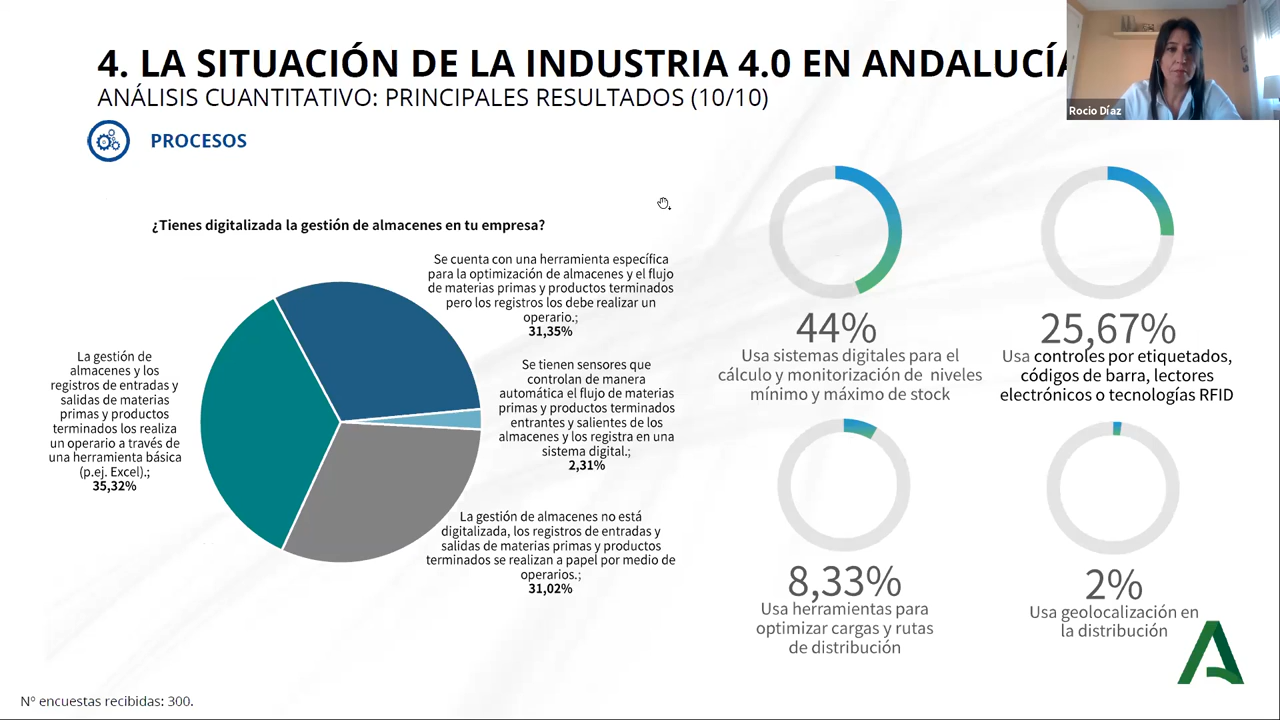 4. LA SITUACIÓN DE LA INDUSTRIA 4.0 EN ANDALUCÍA
ANÁLISIS CUANTITATIVO: PRINCIPALES RESULTADOS (10/10)
Rocio Díaz
PROCESOS
¿Tienes digitalizada la gestión de almacenes en tu empresa?
Se cuenta con una herramienta específica
para la optimización de almacenes y el flujo
de materias primas y productos terminados
pero los registros los debe realizar un
operario.;
31,35%
La gestión de
almacenes y los
registros de entradas y
salidas de materias
primas y productos
terminados los realiza
un operario a través de
una herramienta básica
(p.ej. Excel).;
35,32%
Se tienen sensores que
controlan de manera
automática el flujo de materias
primas y productos terminados
entrantes y salientes de los
almacenes y los registra en una
sistema digital.;
2,31%
La gestión de almacenes no está
digitalizada, los registros de entradas y
salidas de materias primas y productos
terminados se realizan a papel por medio de
operarios.;
31,02%
44%
Usa sistemas digitales para el
cálculo y monitorización de niveles
mínimo y máximo de stock
25,67%
Usa controles por etiquetados,
códigos de barra, lectores
electrónicos o tecnologías RFID
8,33%
Usa herramientas para
optimizar cargas y rutas
de distribución
2%
Usa geolocalización en
la distribución
Nº encuestas recibidas: 300.